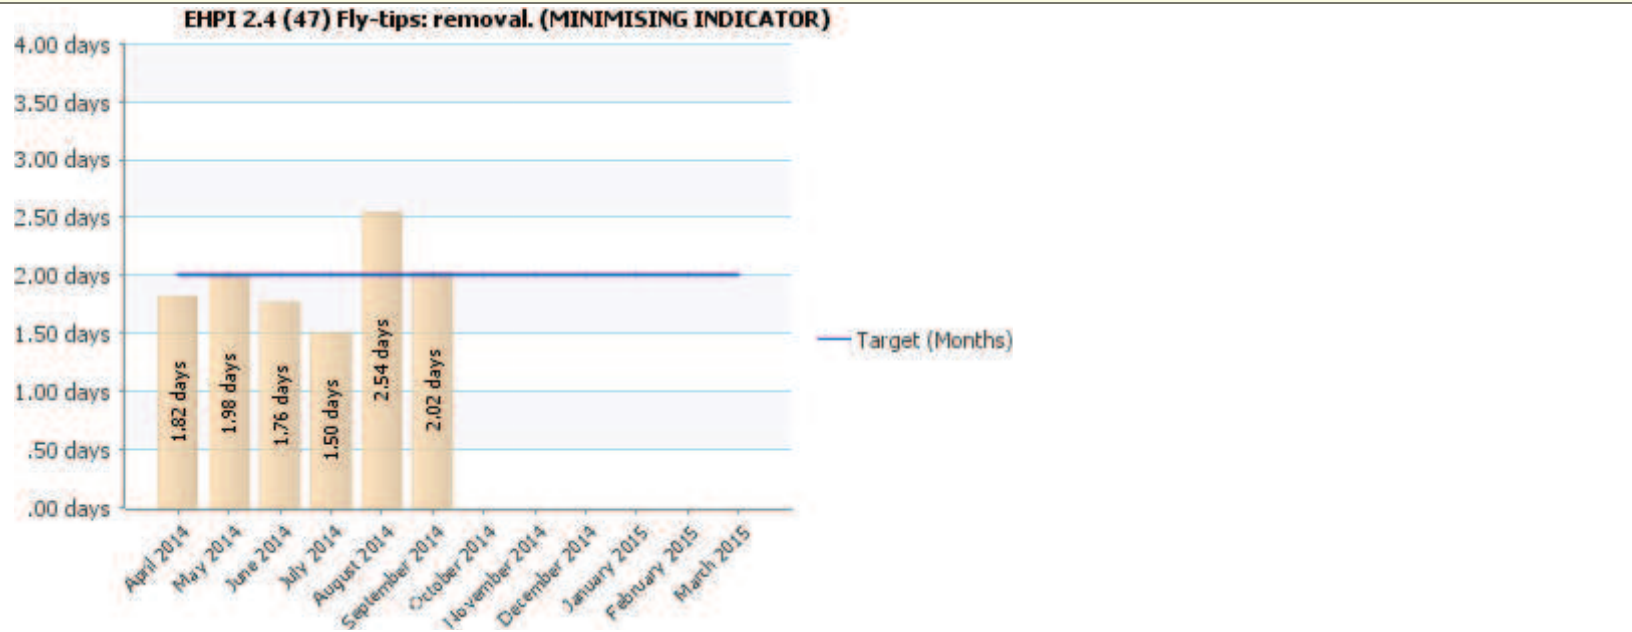 EHPI 2.4 (47) Fly-tips: removal. (MINIMISING INDICATOR)
4.00 days
3.50 days
3.00 days
2.50 days
2.00 days
1.50 days
1.00 days
.50 days
.00 days
1.82 days
1.98 days
1.76 days
1.50 days
2.54 days
2.02 days
April 2014
May 2014
June 2014
July 2014
August 2014
September 2014
October 2014
November 2014
December 2014
January 2015
February 2015
March 2015
Target (Months)